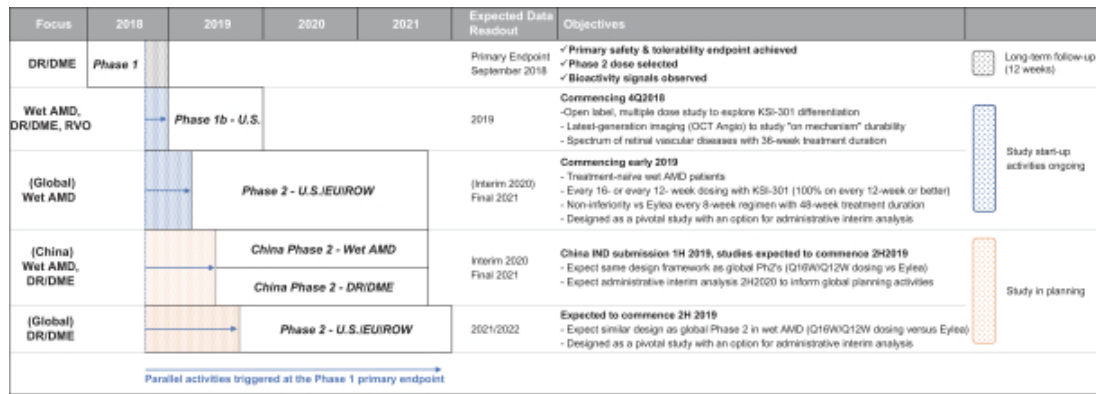 Focus 2018 2019 2020 2021 Expected Data Readout Objectives
DR/DME
Phase 1
Primary Endpoint
September 2018
✓Primary safety & tolerability endpoint achieved
✓Phase 2 dose selected
✓Bioactivity signals observed
Long-term follow-up
(12 weeks)
Wet AMD,
DR/DME, RVO
Phase 1b - U.S.
2019
Commencing 4Q2018
-Open label, multiple dose study to explore KSI-301 differentiation
- Latest-generation imaging (OCT Angio) to study "on mechanism" durability
- Spectrum of retinal vascular diseases with 36-week treatment duration
Study start-up
activities ongoing
(Global)
Wet AMD
Phase 2 - U.S./EU/ROW
(Interim 2020)
Final 2021
Commencing early 2019
- Treatment-naïve wet AMD patients
- Every 16- or every 12- week dosing with KSI-301 (100% on every 12-week or better)
- Non-inferiority vs Eylea every 8-week regimen with 48-week treatment duration
- Designed as a pivotal study with an option for administrative interim analysis
(China)
Wet AMD,
DR/DME
China Phase 2 - Wet AMD
China Phase 2 - DR/DME
Interim 2020
Final 2021
China IND submission 1H 2019, studies expected to commence 2H2019
- Expect same design framework as global Ph2's (Q16W/Q12W dosing vs Eylea)
- Expect administrative interim analysis 2H2020 to inform global planning activities
Study in planning
(Global)
DR/DME
Phase 2 - U.S./EU/ROW
2021/2022
Expected to commence 2H 2019
- Expect similar design as global Phase 2 in wet AMD (Q16W/Q12W dosing versus Eylea)
- Designed as a pivotal study with an option for administrative interim analysis
Parallel activities triggered at the Phase 1 primary endpoint